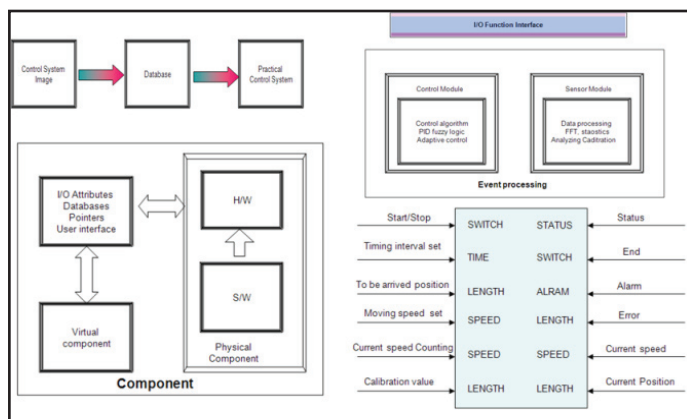 Control System
Image
Database
Practical
Control System
I/O Attributes
Databases
Pointers
User interface
H/W
S/W
Virtual
component
Physical
Component
Component
I/O Function Interface
Control Module
Control algorithm
PID fuzzy logic
Adaptive control
Sensor Module
Data processing
FFT, staostics
Analyzing Caditration
Event processing
Start/Stop
SWITCH
STATUS
Status
Timing interval set
TIME
SWITCH
End
To be arrived position
LENGTH
ALRAM
Alarm
Moving speed set
SPEED
LENGTH
Error
Current speed Counting
SPEED
SPEED
Current speed
Calibration value
LENGTH
LENGTH
Current Position